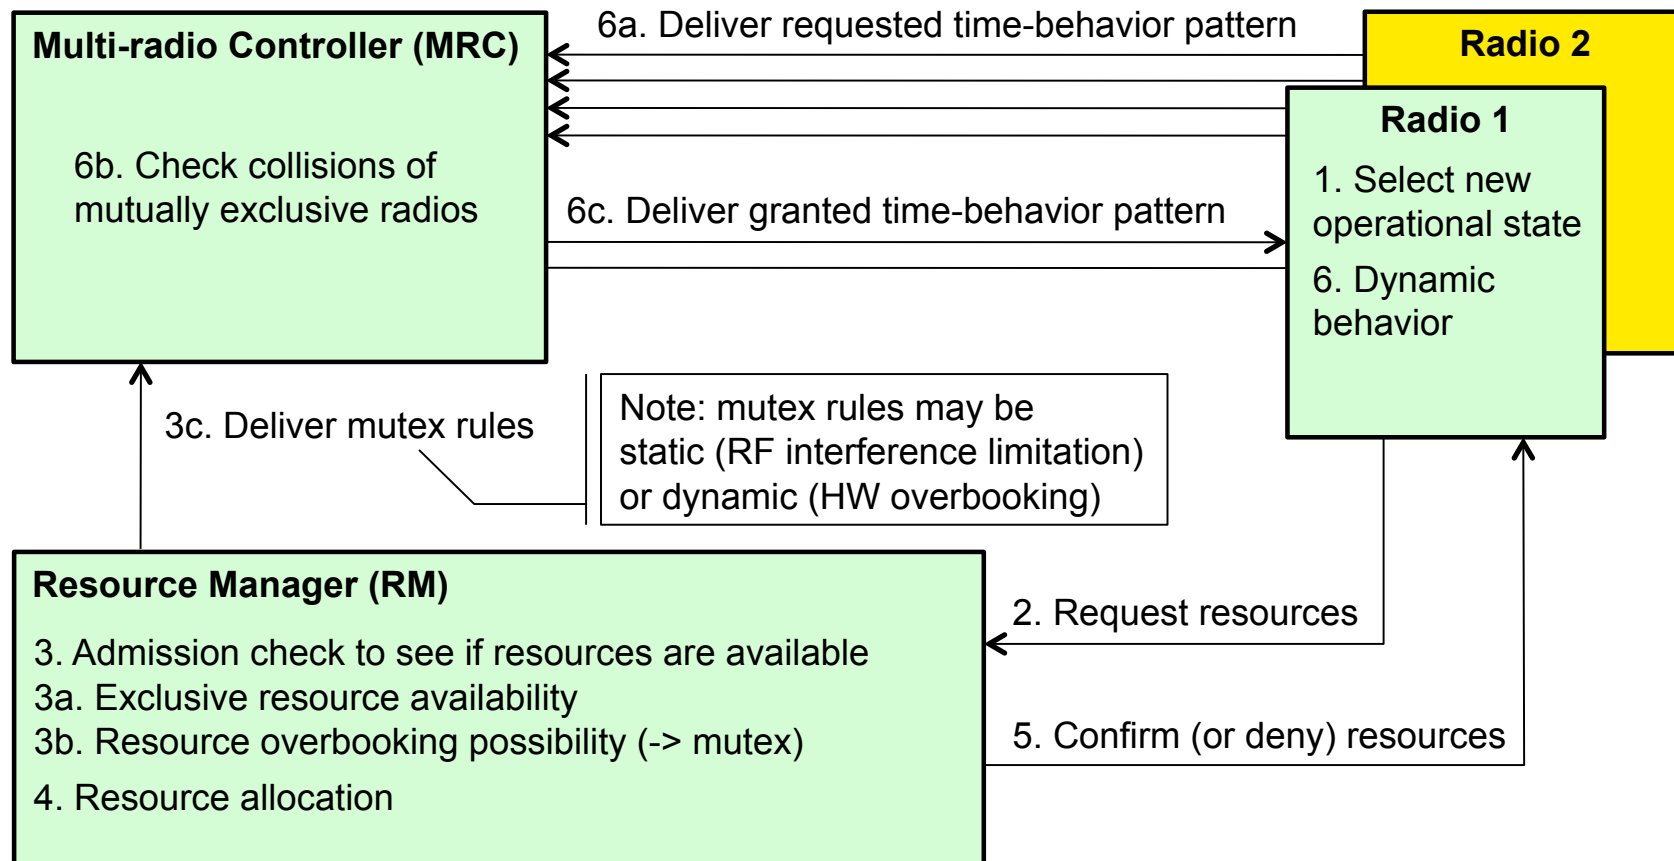 Multi-radio Controller (MRC)
6b. Check collisions of
mutually exclusive radios
6a. Deliver requested time-behavior pattern
6c. Deliver granted time-behavior pattern
Radio 2
Radio 1
1. Select new
operational state
6. Dynamic
behavior
3c. Deliver mutex rules
Note: mutex rules may be
static (RF interference limitation)
or dynamic (HW overbooking)
Resource Manager (RM)
3. Admission check to see if resources are available
3a. Exclusive resource availability
3b. Resource overbooking possibility (-> mutex)
4. Resource allocation
2. Request resources
5. Confirm (or deny) resources